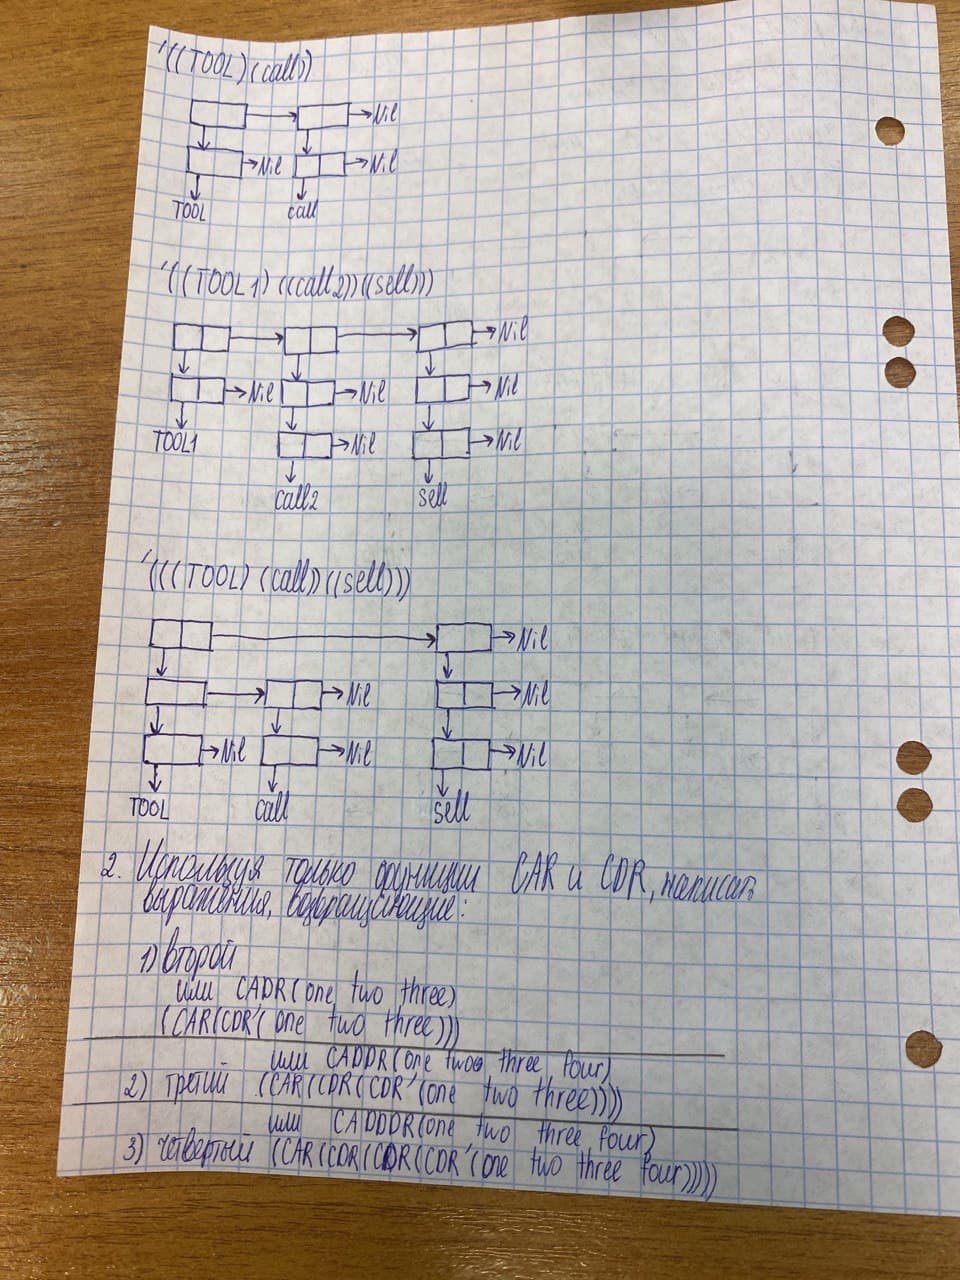 '((TOOL)(call))
Nil
Nil Nil
TOOL call
'((TOOL1)((call2))((sell)))
Nil
Nil Nil Nil
TOOL1 Nil Nil
call2 sell
'(((TOOL)(call))((sell)))
Nil
Nil Nil
Nil Nil Nil
TOOL call sell
2. Используя только функции CAR и CDR, написать
выражения, возвращающие:
1) второй
или CADR(one two three)
(CAR(CDR'(one two three)))
или CADDR(one two three four)
2) третий (CAR(CDR(CDR'(one two three))))
или CADDDR(one two three four)
3) четвертый (CAR(CDR(CDR(CDR'(one two three four)))))